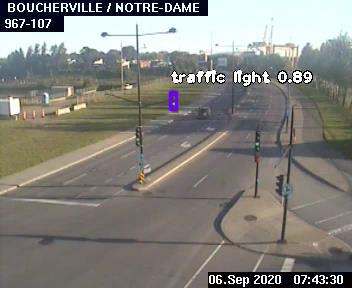 BOUCHERVILLE / NOTRE-DAME
967-107
traffic light 0.89
06.Sep 2020 07:43:30